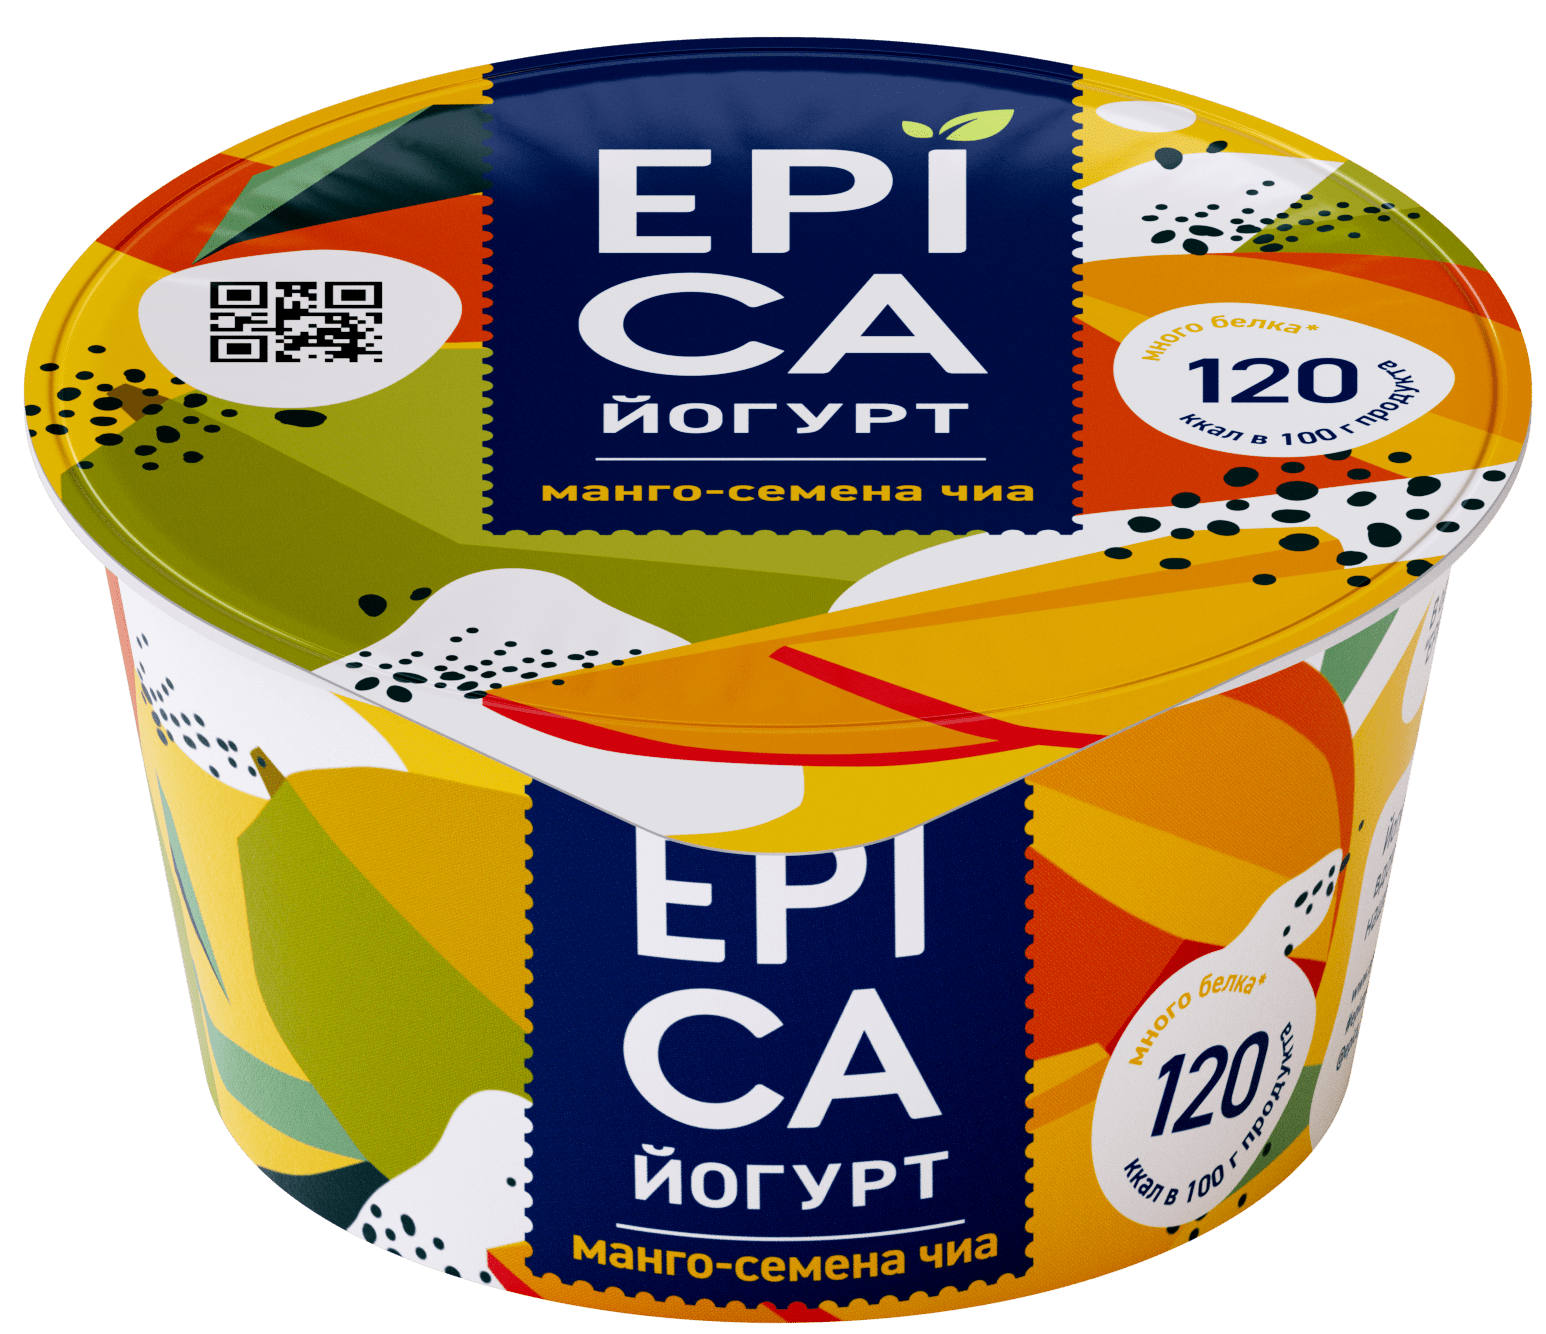 EPI
CA
йогурт
манго-семена чиа
много белка*
120
ккал в 100 г продукта
EPI
CA
йогурт
манго-семена чиа
много белка*
120
ккал в 100 г продукта